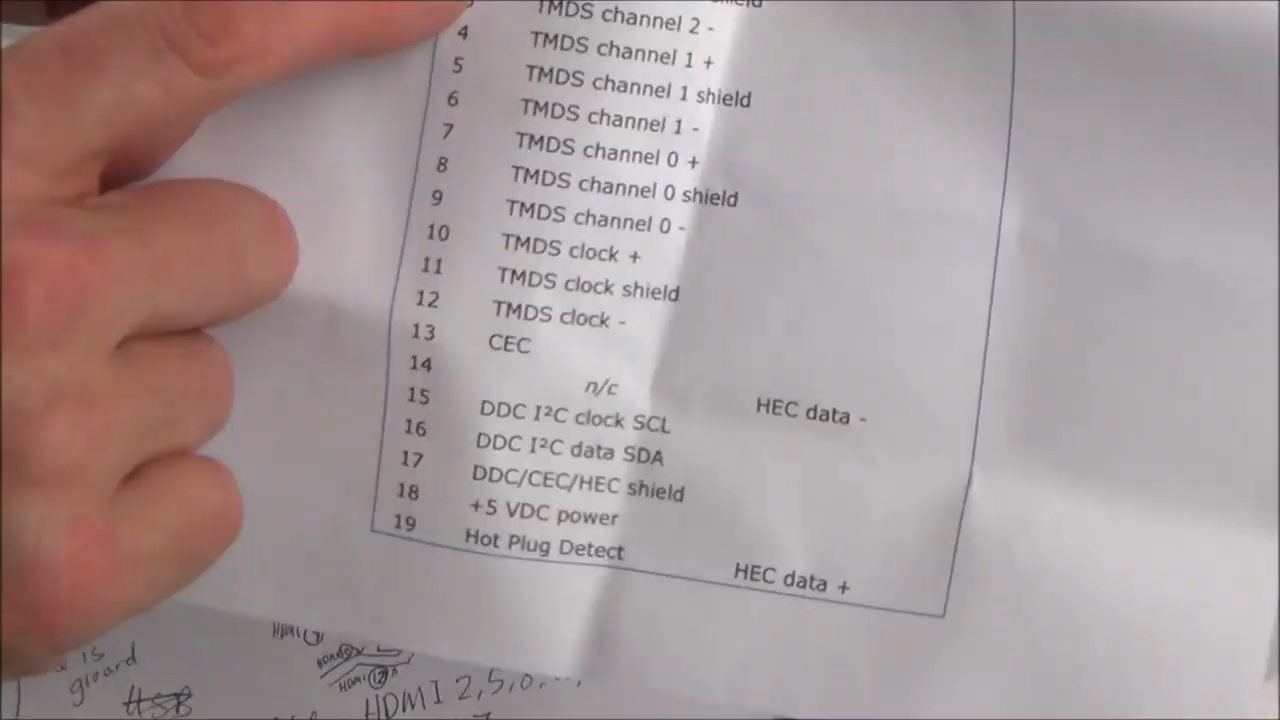 TMDS channel 2 -
4 TMDS channel 1 +
5 TMDS channel 1 shield
6 TMDS channel 1 -
7 TMDS channel 0 +
8 TMDS channel 0 shield
9 TMDS channel 0 -
10 TMDS clock +
11 TMDS clock shield
12 TMDS clock -
13 CEC
14 n/c HEC data -
15 DDC I²C clock SCL
16 DDC I²C data SDA
17 DDC/CEC/HEC shield
18 +5 VDC power
19 Hot Plug Detect HEC data +
is
ground
HDMI 2,5,0,...